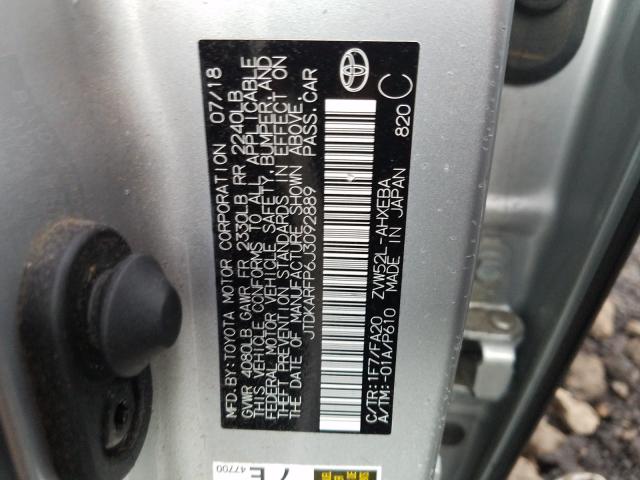 MFD. BY: TOYOTA MOTOR CORPORATION 07/18
GVWR 4080LB GAWR FR 2330LB RR 2240LB
THIS VEHICLE CONFORMS TO ALL APPLICABLE
FEDERAL MOTOR VEHICLE SAFETY, BUMPER, AND
THEFT PREVENTION STANDARDS IN EFFECT ON
THE DATE OF MANUFACTURE SHOWN ABOVE.
JTDKARFP6J3092889 PASS. CAR
C/TR: 1F7/FA20 ZVW52L-AHXEBA
A/TM: -01A/P610 MADE IN JAPAN
820 C
47700